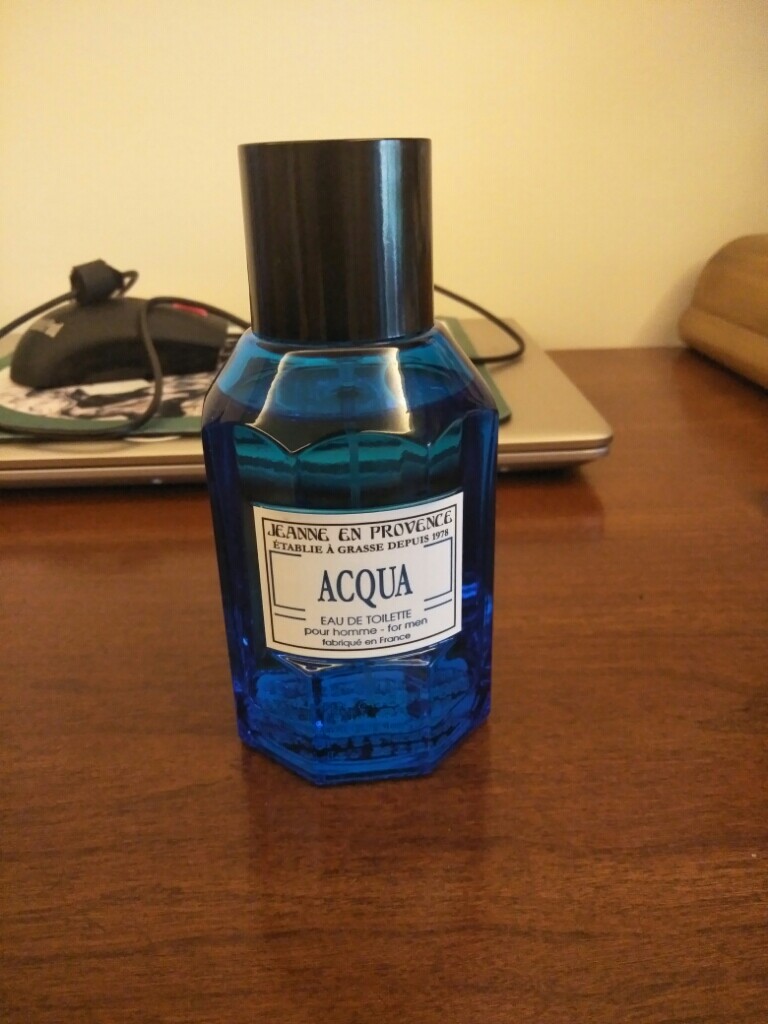 JEANNE EN PROVENCE
ÉTABLIE À GRASSE DEPUIS 1978
ACQUA
EAU DE TOILETTE
pour homme - for men
fabriqué en France